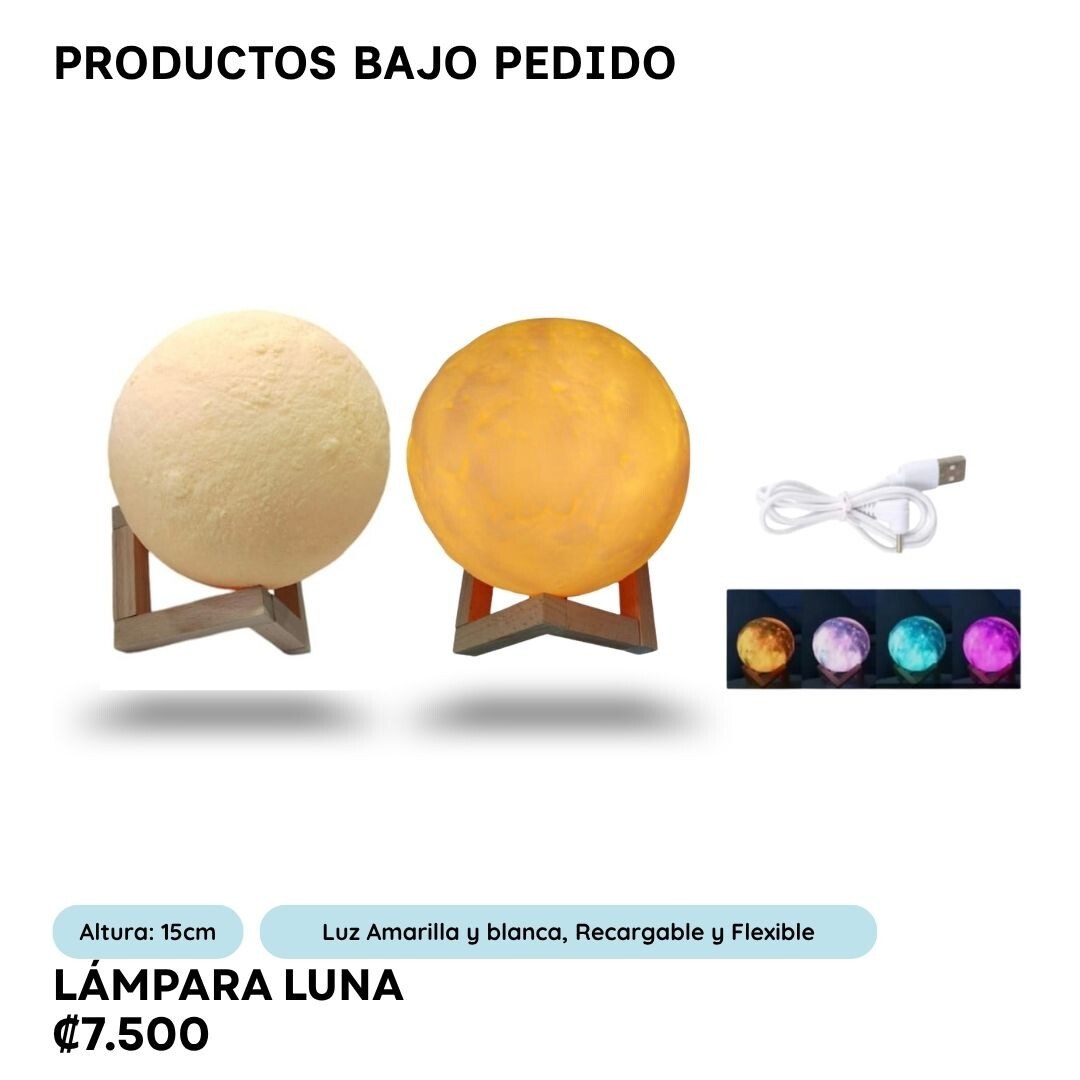 PRODUCTOS BAJO PEDIDO
Altura: 15cm
Luz Amarilla y blanca, Recargable y Flexible
LÁMPARA LUNA
₡7.500